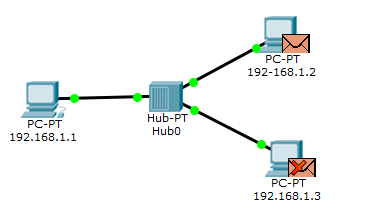 PC-PT
192-168.1.2
PC-PT
192.168.1.1
Hub-PT
Hub0
PC-PT
192.168.1.3